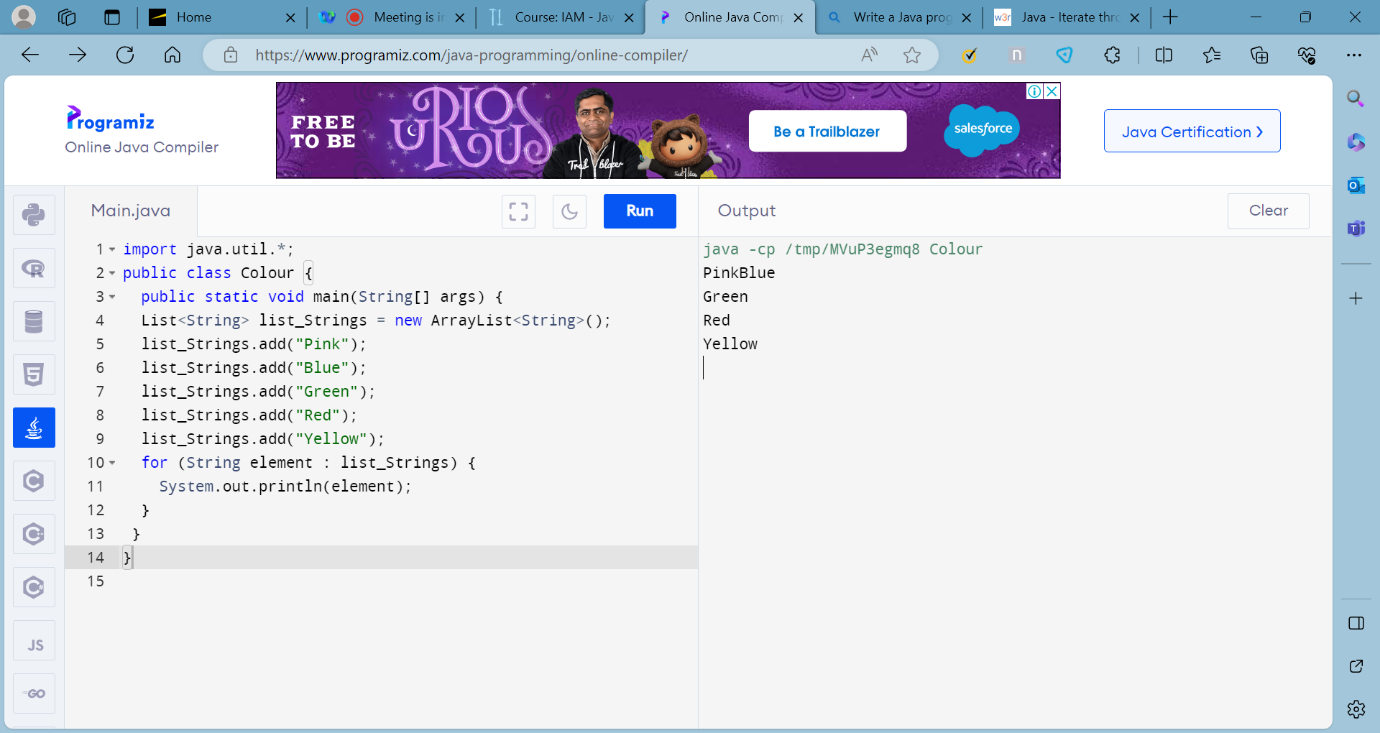 Home
Meeting is in
Course: IAM - Jav
Online Java Comp
Write a Java prog
w3r
Java - Iterate thro
https://www.programiz.com/java-programming/online-compiler/
Programiz
Online Java Compiler
FREE
TO BE
Be a Trailblazer
salesforce
Java Certification
Main.java
Run
Output
Clear
1 import java.util.*;
2 public class Colour {
3 public static void main(String[] args) {
4 List<String> list_Strings = new ArrayList<String>();
5 list_Strings.add("Pink");
6 list_Strings.add("Blue");
7 list_Strings.add("Green");
8 list_Strings.add("Red");
9 list_Strings.add("Yellow");
10 for (String element : list_Strings) {
11 System.out.println(element);
12 }
13 }
14 }
15
java -cp /tmp/MVuP3egmq8 Colour
PinkBlue
Green
Red
Yellow
JS
GO